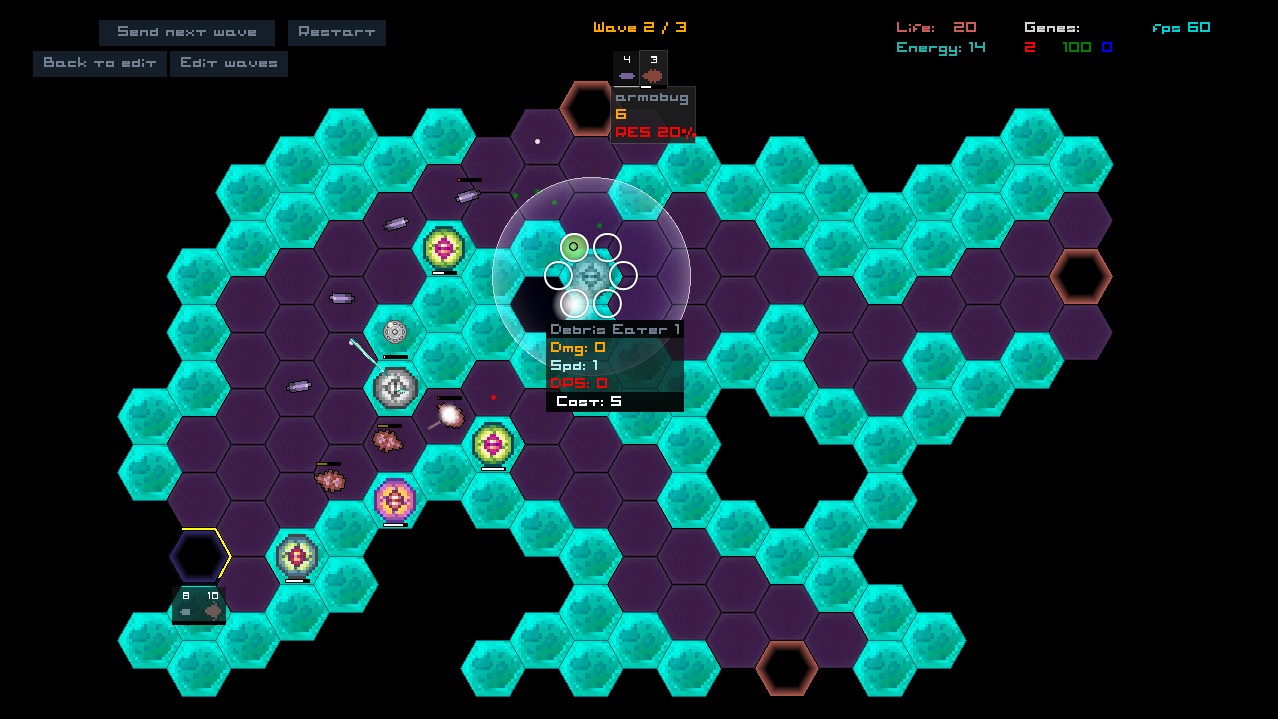 Send next wave
Restart
Back to edit
Edit waves
Wave 2 / 3
Life: 20
Energy: 14
Genes:
2 100 0
fps 60
4 3
armobug
6
RES 20%
Debris Eater 1
Dmg: 0
Spd: 1
DPS: 0
Cost: 5
8 10